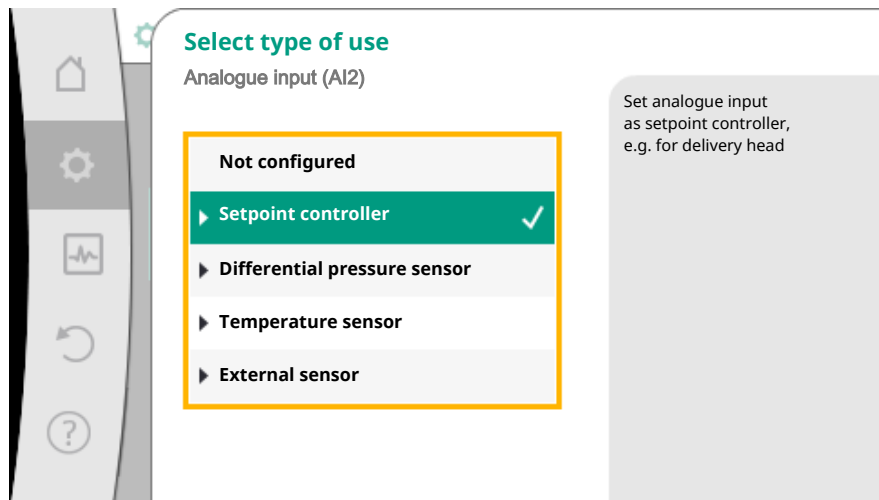 Select type of use
Analogue input (AI2)
Not configured
Setpoint controller
Differential pressure sensor
Temperature sensor
External sensor
Set analogue input
as setpoint controller,
e.g. for delivery head
?